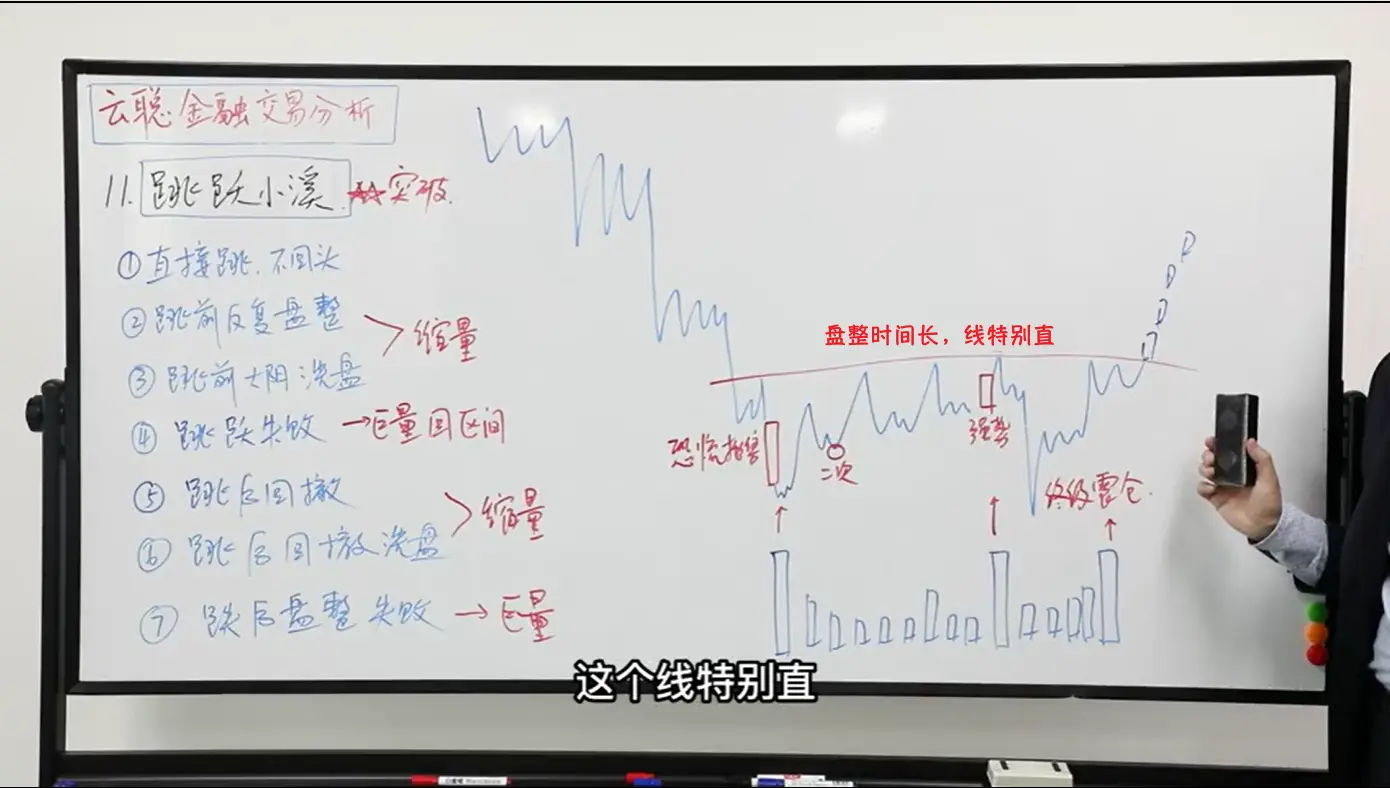 云聪金融交易分析
11. 跳跃小溪 突破.
① 直接跳.不回头
② 跳前反复盘整
缩量
③ 跳前大阴洗盘
④ 跳跃失败 → 巨量回区间
⑤ 跳后回撤
缩量
⑥ 跳后回撤洗盘
⑦ 跌后盘整失败 → 巨量
盘整时间长，线特别直
恐慌抛售
二次
强势
终级震仓.
这个线特别直